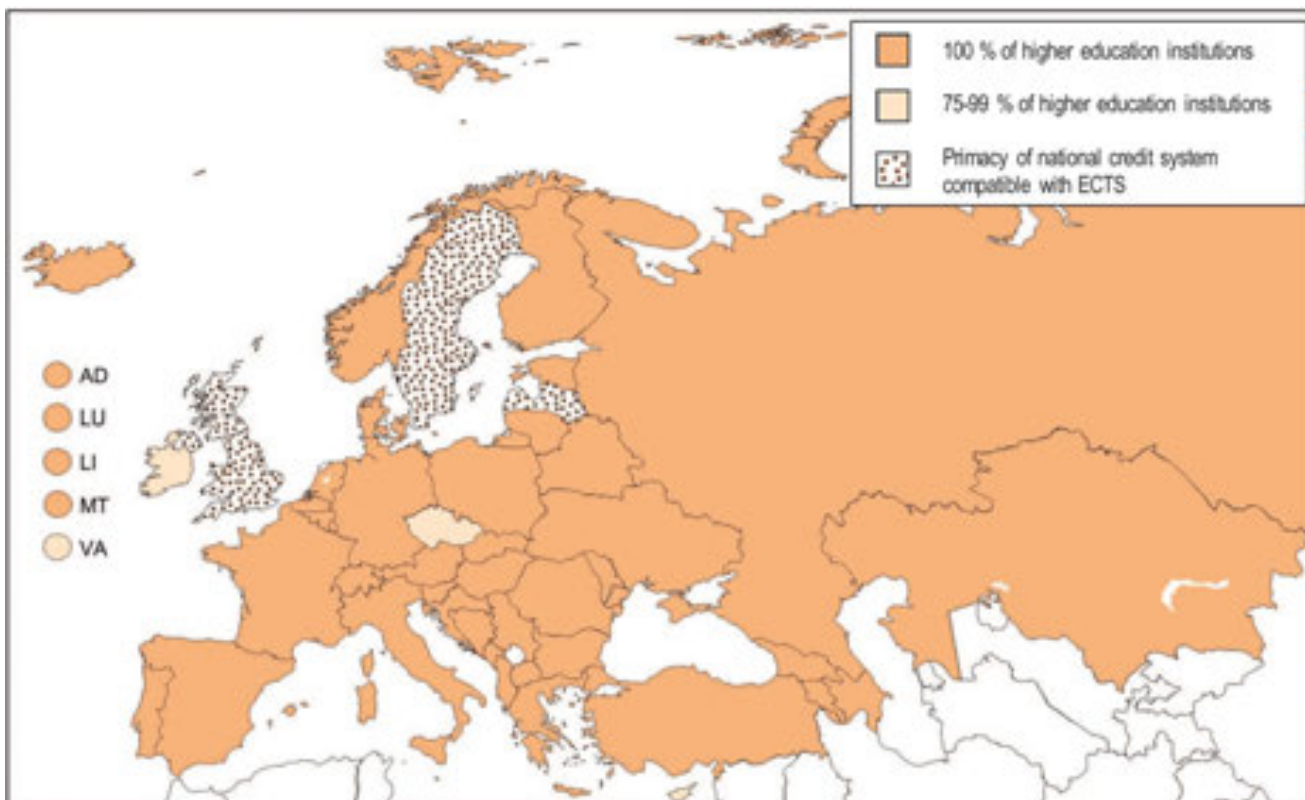 100 % of higher education institutions
75-99 % of higher education institutions
Primacy of national credit system
compatible with ECTS
AD
LU
LI
MT
VA